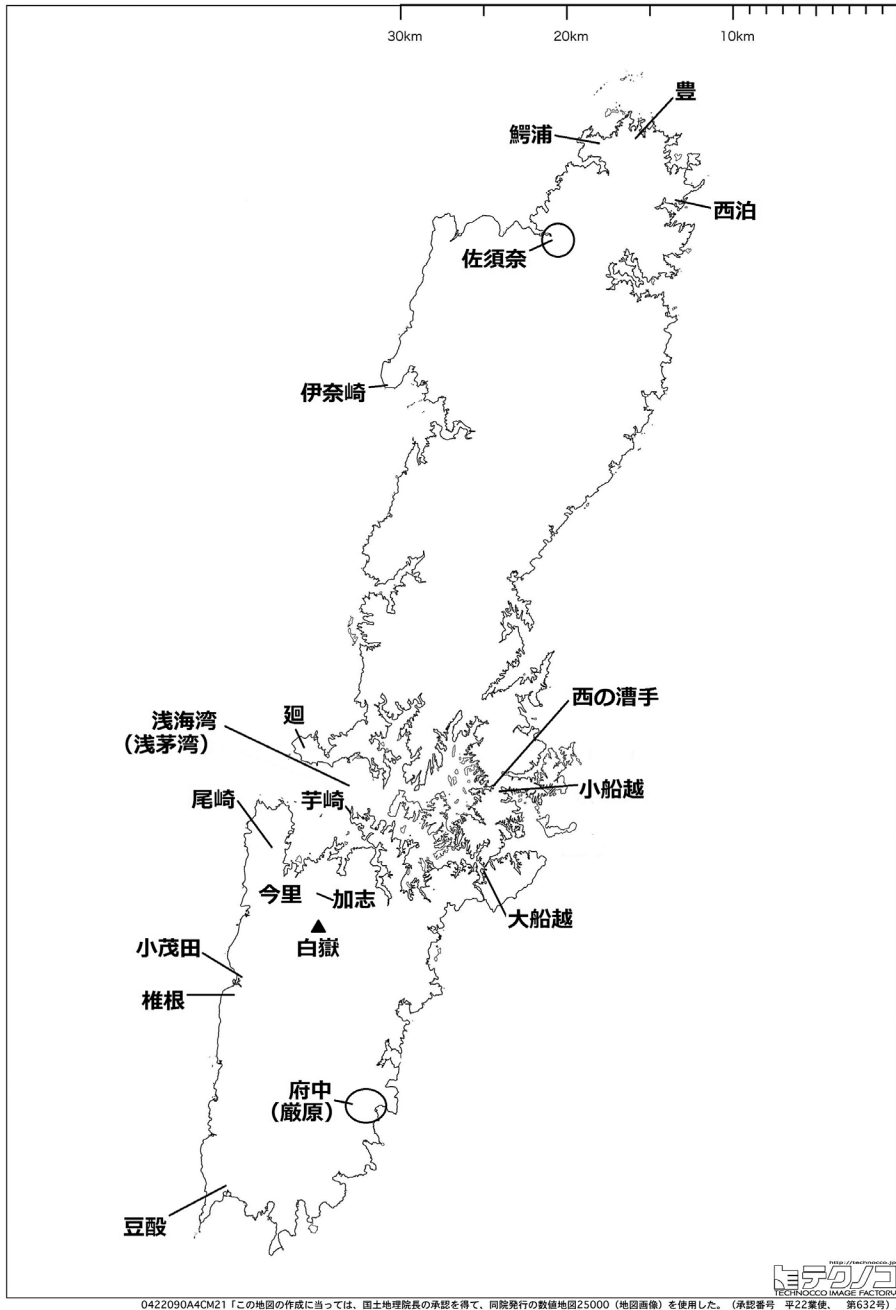 30km
20km
10km
豊
鰐浦
西泊
佐須奈
伊奈崎
西の漕手
浅海湾
（浅茅湾）
廻
小船越
尾崎
芋崎
今里
加志
大船越
白嶽
小茂田
椎根
府中
（厳原）
豆酘
http://technocco.jp
テクノコ
TECHNOCCO IMAGE FACTORY
0422090A4CM21「この地図の作成に当っては、国土地理院長の承認を得て、同院発行の数値地図25000（地図画像）を使用した。（承認番号 平22業使、 第632号）